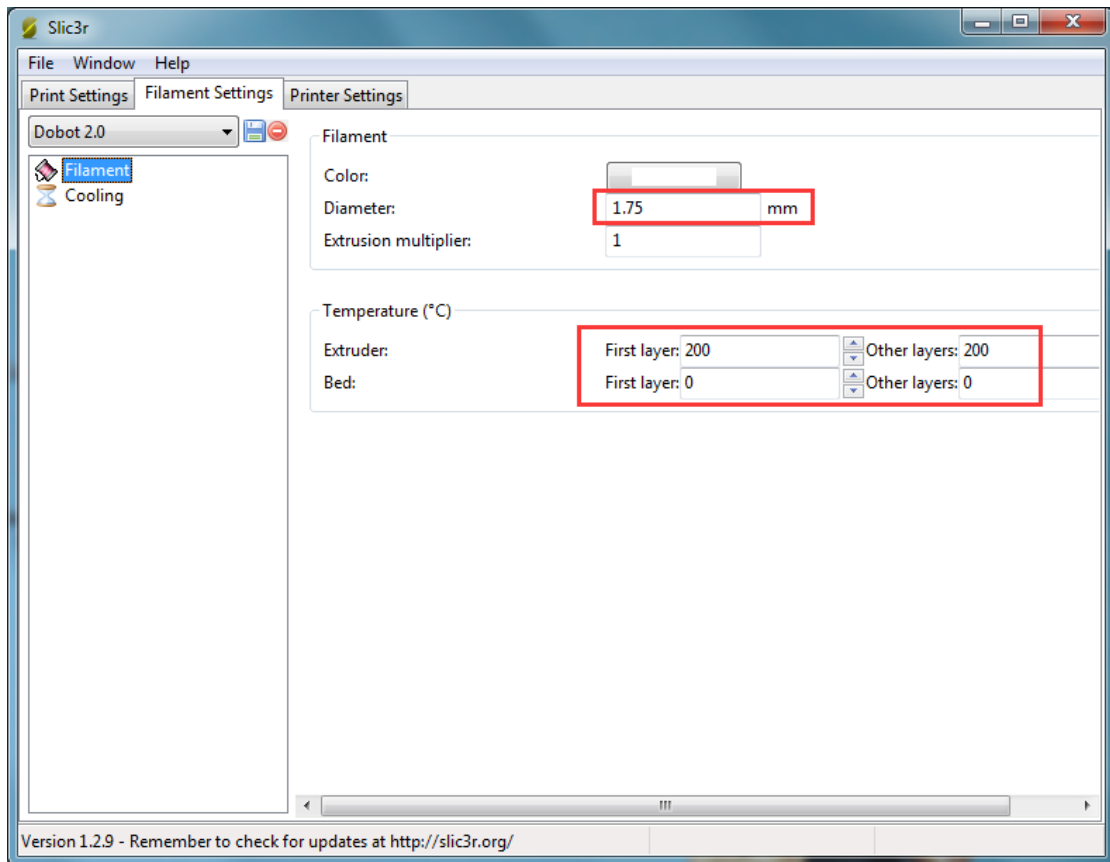 Slic3r
File Window Help
Print Settings Filament Settings Printer Settings
Dobot 2.0
Filament
Cooling
Filament
Color:
Diameter: 1.75 mm
Extrusion multiplier: 1
Temperature (°C)
Extruder: First layer: 200 Other layers: 200
Bed: First layer: 0 Other layers: 0
Version 1.2.9 - Remember to check for updates at http://slic3r.org/